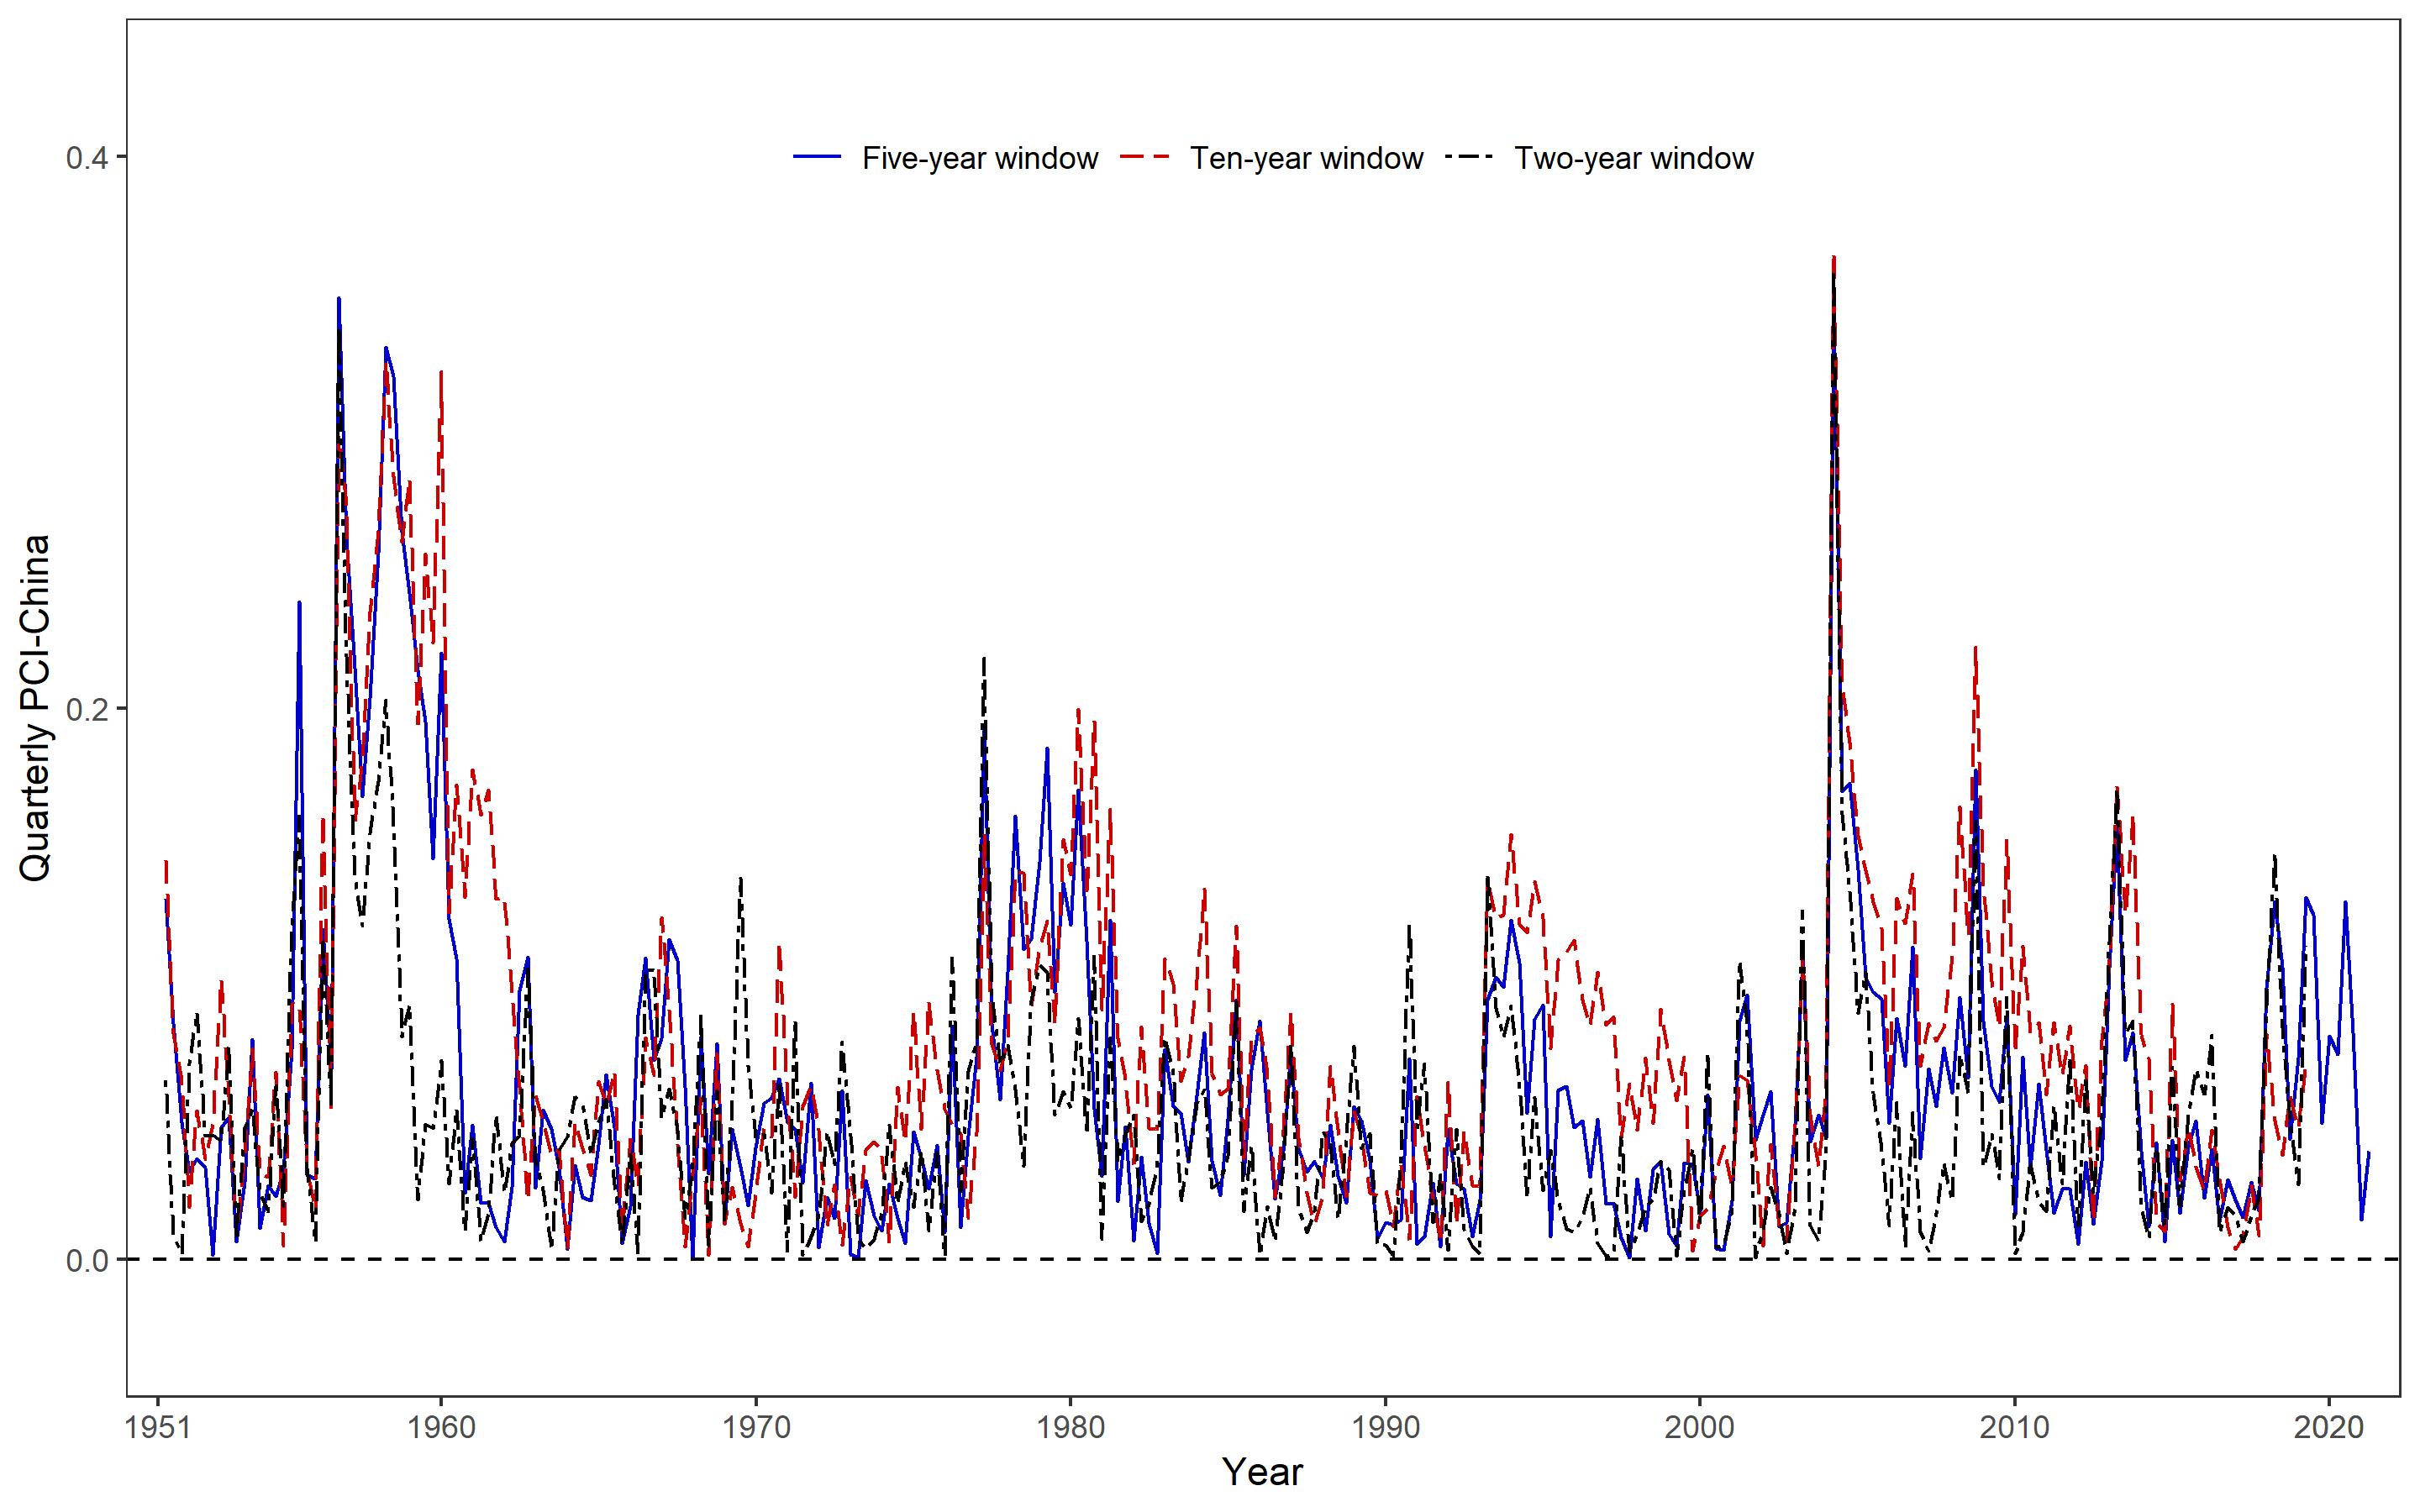 Five-year window Ten-year window Two-year window
0.4
0.2
0.0
Quarterly PCI-China
1951 1960 1970 1980 1990 2000 2010 2020
Year